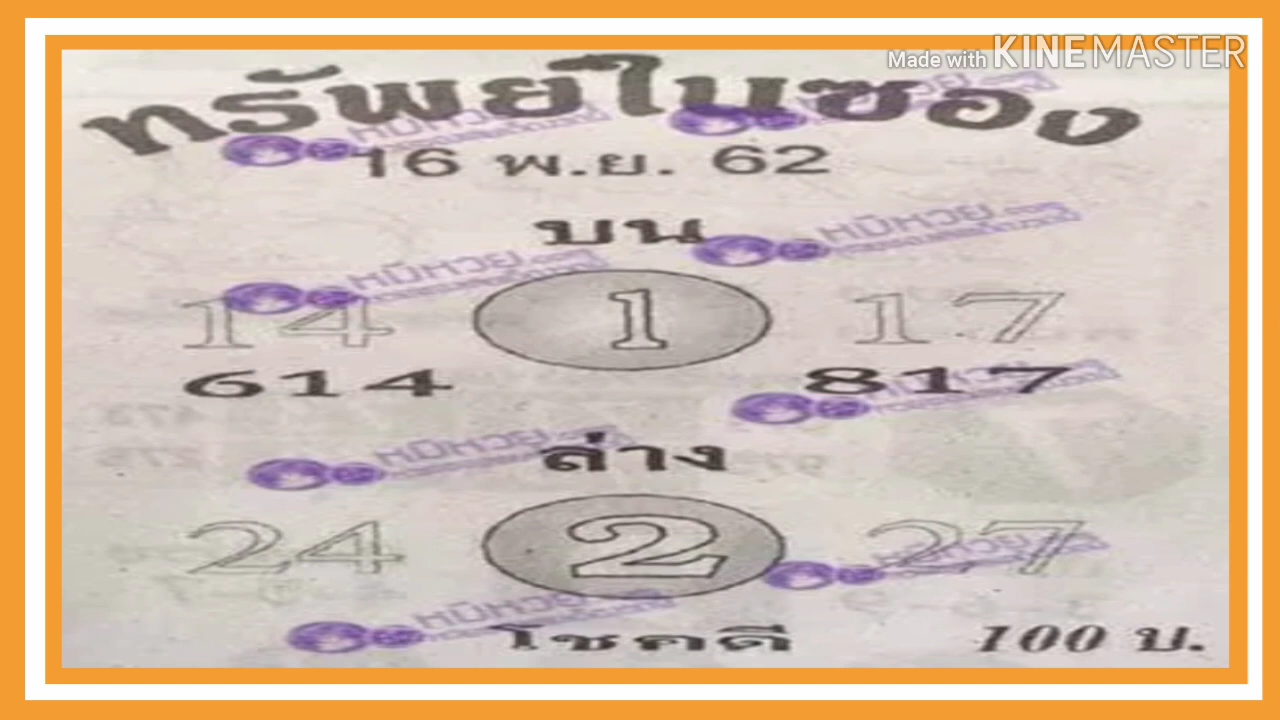 Made with KINEMASTER
ทรัพย์ในซอง
16 พ.ย. 62
บน
14 1 17
614 817
ล่าง
24 2 27
โชคดี 100 บ.